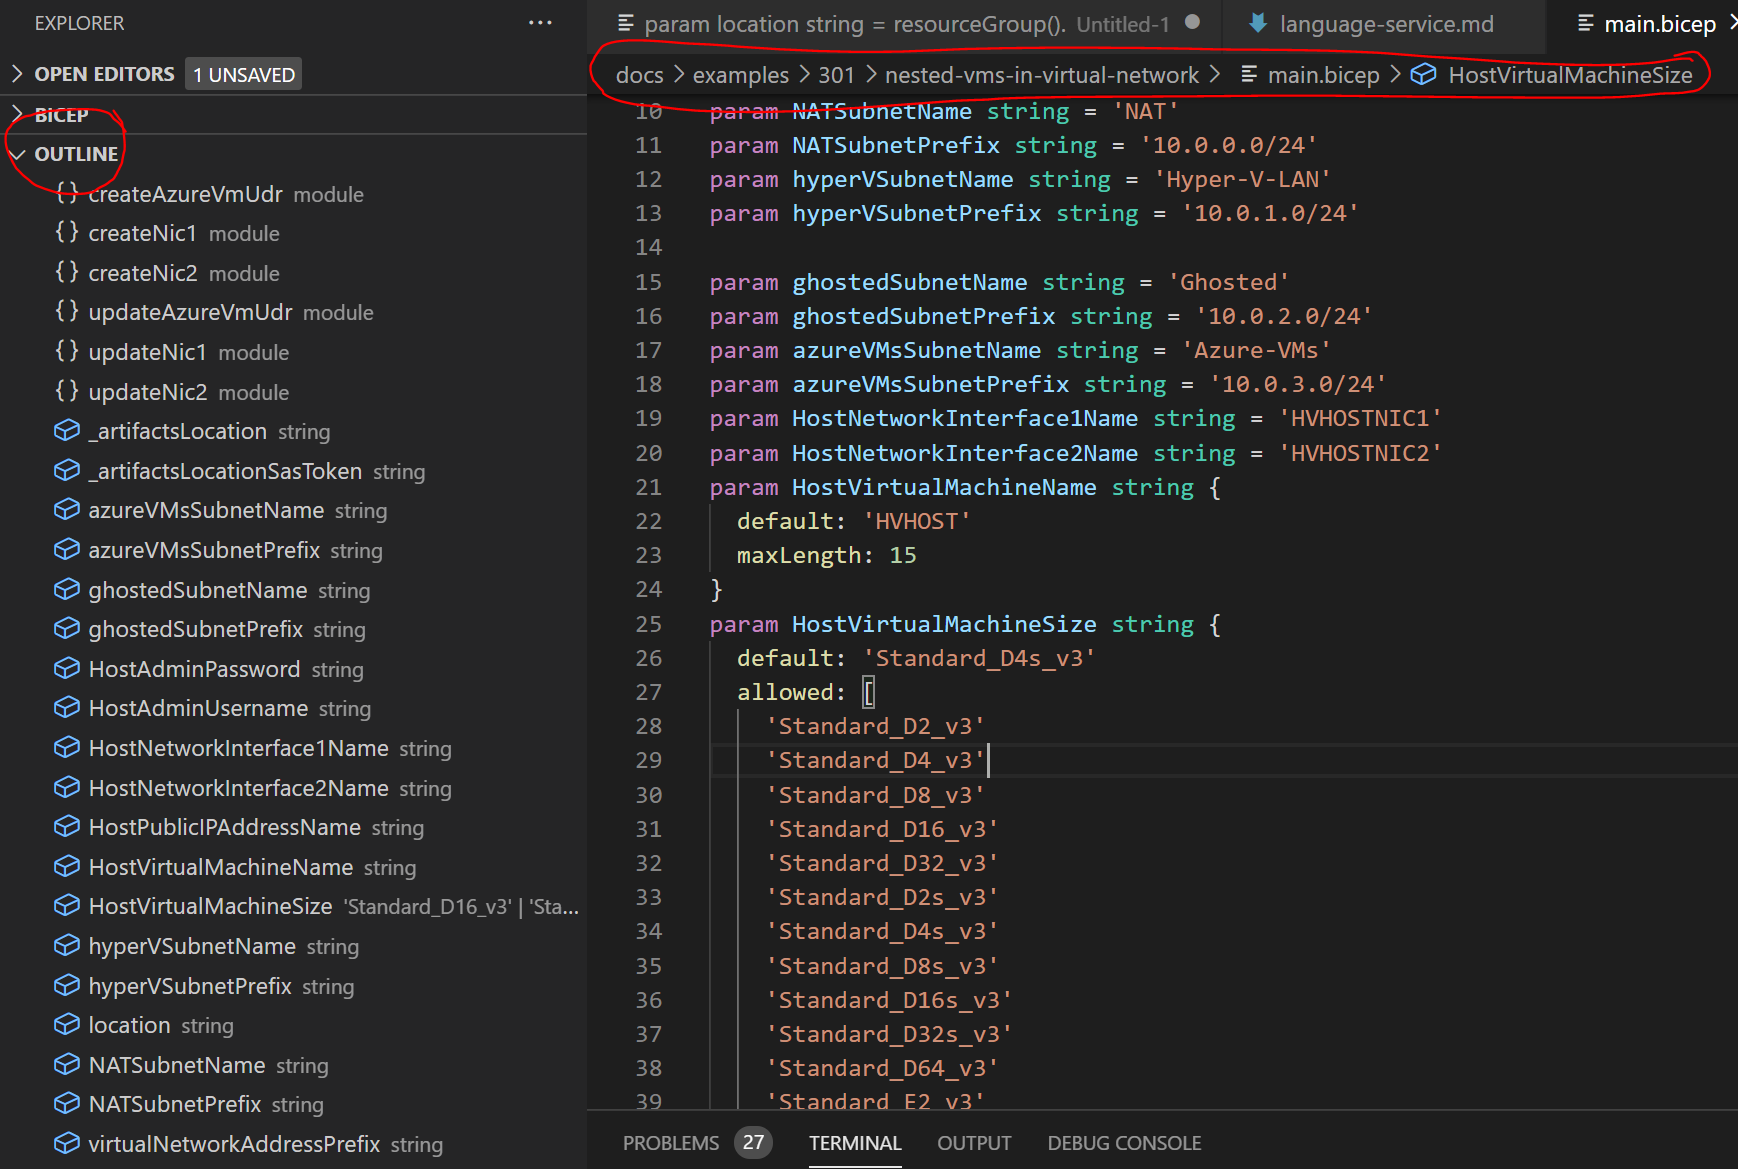 EXPLORER ...
OPEN EDITORS 1 UNSAVED
BICEP
OUTLINE
{} createAzureVmUdr module
{} createNic1 module
{} createNic2 module
{} updateAzureVmUdr module
{} updateNic1 module
{} updateNic2 module
_artifactsLocation string
_artifactsLocationSasToken string
azureVMsSubnetName string
azureVMsSubnetPrefix string
ghostedSubnetName string
ghostedSubnetPrefix string
HostAdminPassword string
HostAdminUsername string
HostNetworkInterface1Name string
HostNetworkInterface2Name string
HostPublicIPAddressName string
HostVirtualMachineName string
HostVirtualMachineSize 'Standard_D16_v3' | 'Sta...
hyperVSubnetName string
hyperVSubnetPrefix string
location string
NATSubnetName string
NATSubnetPrefix string
virtualNetworkAddressPrefix string
param location string = resourceGroup(). Untitled-1 language-service.md main.bicep
docs > examples > 301 > nested-vms-in-virtual-network > main.bicep > HostVirtualMachineSize
10 param NATSubnetName string = 'NAT'
11 param NATSubnetPrefix string = '10.0.0.0/24'
12 param hyperVSubnetName string = 'Hyper-V-LAN'
13 param hyperVSubnetPrefix string = '10.0.1.0/24'
14
15 param ghostedSubnetName string = 'Ghosted'
16 param ghostedSubnetPrefix string = '10.0.2.0/24'
17 param azureVMsSubnetName string = 'Azure-VMs'
18 param azureVMsSubnetPrefix string = '10.0.3.0/24'
19 param HostNetworkInterface1Name string = 'HVHOSTNIC1'
20 param HostNetworkInterface2Name string = 'HVHOSTNIC2'
21 param HostVirtualMachineName string {
22 default: 'HVHOST'
23 maxLength: 15
24 }
25 param HostVirtualMachineSize string {
26 default: 'Standard_D4s_v3'
27 allowed: [
28 'Standard_D2_v3'
29 'Standard_D4_v3'
30 'Standard_D8_v3'
31 'Standard_D16_v3'
32 'Standard_D32_v3'
33 'Standard_D2s_v3'
34 'Standard_D4s_v3'
35 'Standard_D8s_v3'
36 'Standard_D16s_v3'
37 'Standard_D32s_v3'
38 'Standard_D64_v3'
39 'Standard_E2_v3'
PROBLEMS 27 TERMINAL OUTPUT DEBUG CONSOLE